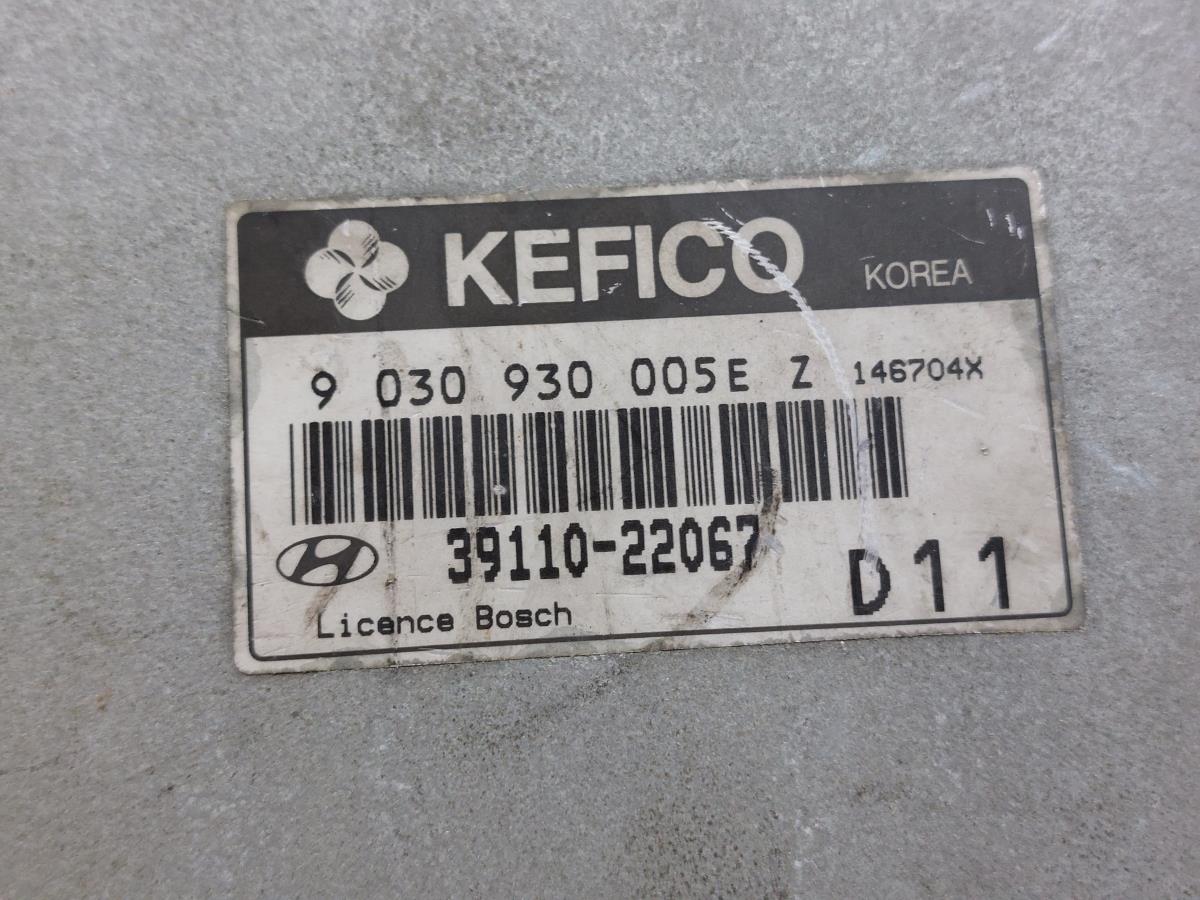 KEFICO KOREA
9 030 930 005E Z 146704X
39110-22067
D11
Licence Bosch